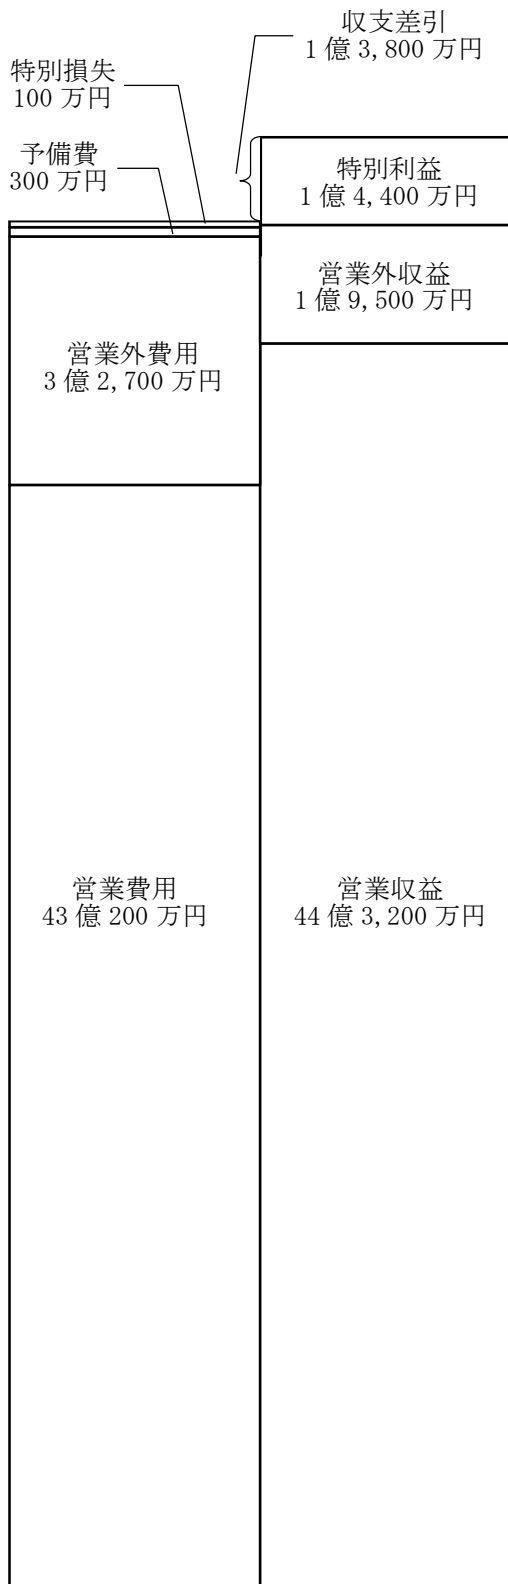 収支差引
1億3,800万円
特別損失
100万円
予備費
300万円
特別利益
1億4,400万円
営業外収益
1億9,500万円
営業外費用
3億2,700万円
営業費用
43億200万円
営業収益
44億3,200万円